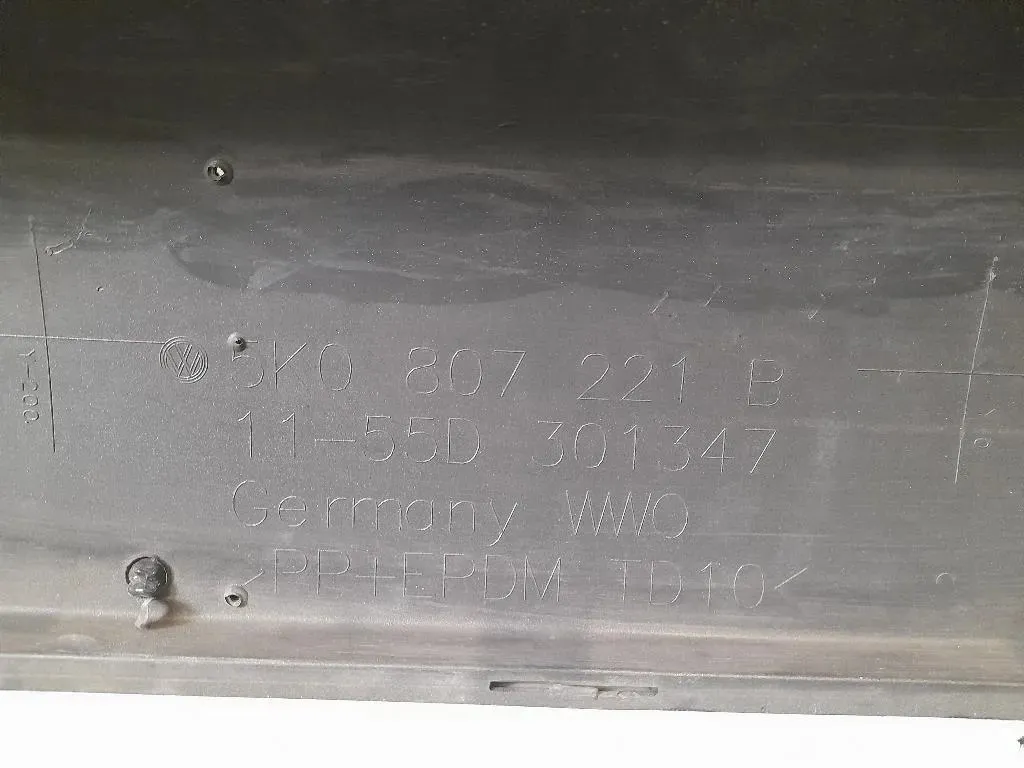 5K0 807 221 B
11-55D 301347
Germany WWO
>PP+EPDM TD10<